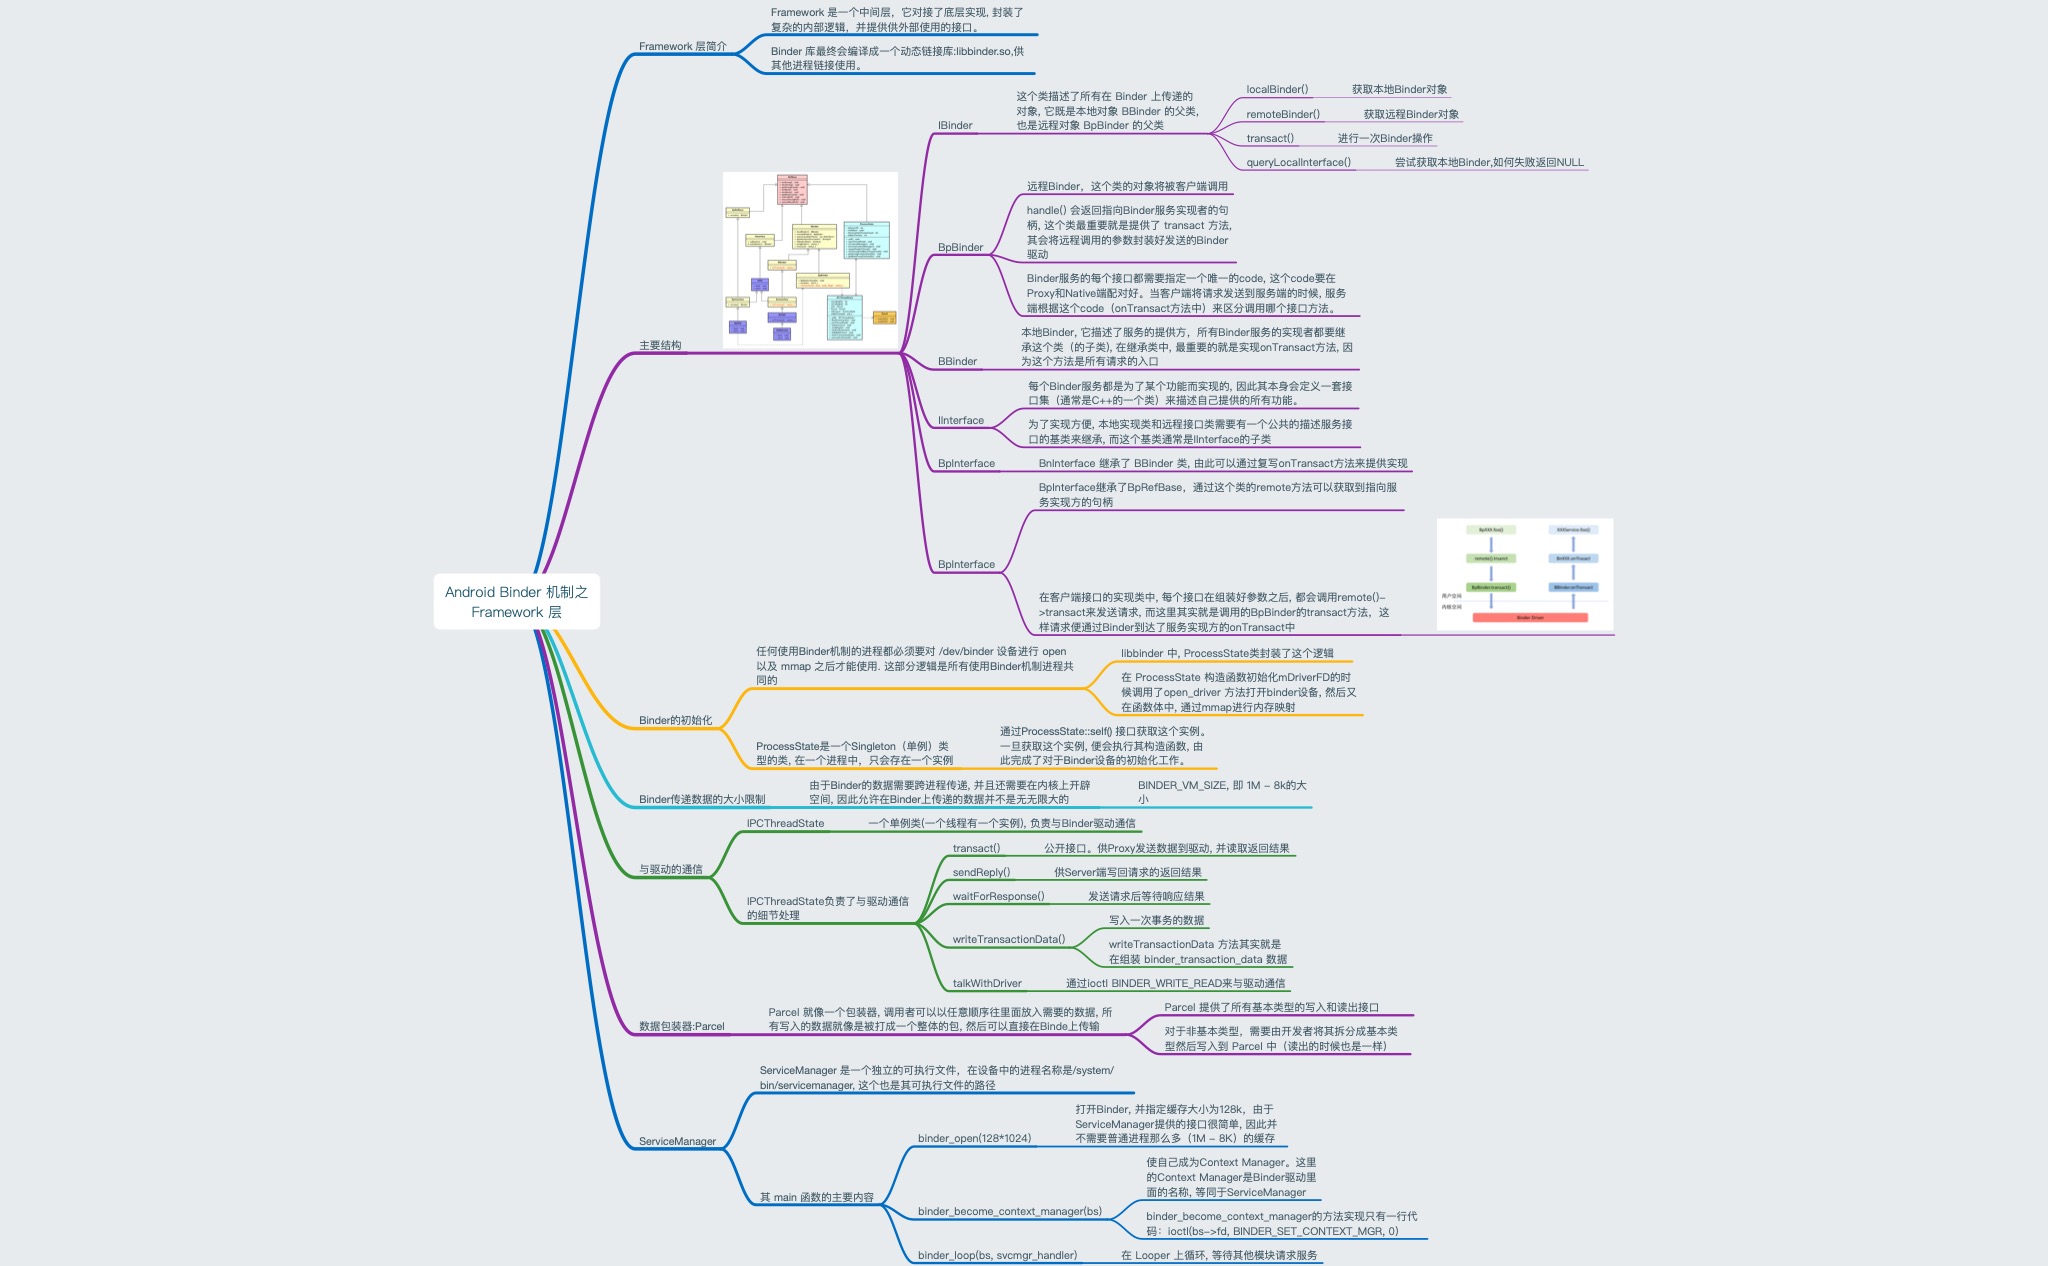 Android Binder 机制之
Framework 层
Framework 层简介
Framework 是一个中间层，它对接了底层实现, 封装了
复杂的内部逻辑，并提供供外部使用的接口。
Binder 库最终会编译成一个动态链接库:libbinder.so,供
其他进程链接使用。
主要结构
IBinder
这个类描述了所有在 Binder 上传递的
对象, 它既是本地对象 BBinder 的父类,
也是远程对象 BpBinder 的父类
localBinder()
获取本地Binder对象
remoteBinder()
获取远程Binder对象
transact()
进行一次Binder操作
queryLocalInterface()
尝试获取本地Binder,如何失败返回NULL
BpBinder
远程Binder，这个类的对象将被客户端调用
handle() 会返回指向Binder服务实现者的句
柄, 这个类最重要就是提供了 transact 方法,
其会将远程调用的参数封装好发送的Binder
驱动
Binder服务的每个接口都需要指定一个唯一的code, 这个code要在
Proxy和Native端配对好。当客户端将请求发送到服务端的时候, 服务
端根据这个code（onTransact方法中）来区分调用哪个接口方法。
BBinder
本地Binder, 它描述了服务的提供方，所有Binder服务的实现者都要继
承这个类（的子类), 在继承类中, 最重要的就是实现onTransact方法, 因
为这个方法是所有请求的入口
IInterface
每个Binder服务都是为了某个功能而实现的, 因此其本身会定义一套接
口集（通常是C++的一个类）来描述自己提供的所有功能。
为了实现方便, 本地实现类和远程接口类需要有一个公共的描述服务接
口的基类来继承, 而这个基类通常是IInterface的子类
BpInterface
BnInterface 继承了 BBinder 类, 由此可以通过复写onTransact方法来提供实现
BpInterface
BpInterface继承了BpRefBase，通过这个类的remote方法可以获取到指向服
务实现方的句柄
在客户端接口的实现类中, 每个接口在组装好参数之后, 都会调用remote()-
>transact来发送请求, 而这里其实就是调用的BpBinder的transact方法，这
样请求便通过Binder到达了服务实现方的onTransact中
BpXXX.foo()
XXXService.foo()
BpBinder.transact()
BBinder.onTransact
用户空间
内核空间
Binder Driver
Binder的初始化
任何使用Binder机制的进程都必须要对 /dev/binder 设备进行 open
以及 mmap 之后才能使用. 这部分逻辑是所有使用Binder机制进程共
同的
libbinder 中, ProcessState类封装了这个逻辑
在 ProcessState 构造函数初始化mDriverFD的时
候调用了open_driver 方法打开binder设备, 然后又
在函数体中, 通过mmap进行内存映射
ProcessState是一个Singleton（单例）类
型的类, 在一个进程中，只会存在一个实例
通过ProcessState::self() 接口获取这个实例。
一旦获取这个实例, 便会执行其构造函数, 由
此完成了对于Binder设备的初始化工作。
Binder传递数据的大小限制
由于Binder的数据需要跨进程传递, 并且还需要在内核上开辟
空间, 因此允许在Binder上传递的数据并不是无无限大的
BINDER_VM_SIZE, 即 1M - 8k的大
小
与驱动的通信
IPCThreadState
一个单例类(一个线程有一个实例), 负责与Binder驱动通信
IPCThreadState负责了与驱动通信
的细节处理
transact()
公开接口。供Proxy发送数据到驱动, 并读取返回结果
sendReply()
供Server端写回请求的返回结果
waitForResponse()
发送请求后等待响应结果
writeTransactionData()
写入一次事务的数据
writeTransactionData 方法其实就是
在组装 binder_transaction_data 数据
talkWithDriver
通过ioctl BINDER_WRITE_READ来与驱动通信
数据包装器:Parcel
Parcel 就像一个包装器, 调用者可以以任意顺序往里面放入需要的数据, 所
有写入的数据就像是被打成一个整体的包, 然后可以直接在Binde上传输
Parcel 提供了所有基本类型的写入和读出接口
对于非基本类型，需要由开发者将其拆分成基本类
型然后写入到 Parcel 中（读出的时候也是一样）
ServiceManager
ServiceManager 是一个独立的可执行文件，在设备中的进程名称是/system/
bin/servicemanager, 这个也是其可执行文件的路径
其 main 函数的主要内容
binder_open(128*1024)
打开Binder, 并指定缓存大小为128k，由于
ServiceManager提供的接口很简单, 因此并
不需要普通进程那么多（1M - 8K）的缓存
binder_become_context_manager(bs)
使自己成为Context Manager。这里
的Context Manager是Binder驱动里
面的名称, 等同于ServiceManager
binder_become_context_manager的方法实现只有一行代
码：ioctl(bs->fd, BINDER_SET_CONTEXT_MGR, 0)
binder_loop(bs, svcmgr_handler)
在 Looper 上循环, 等待其他模块请求服务